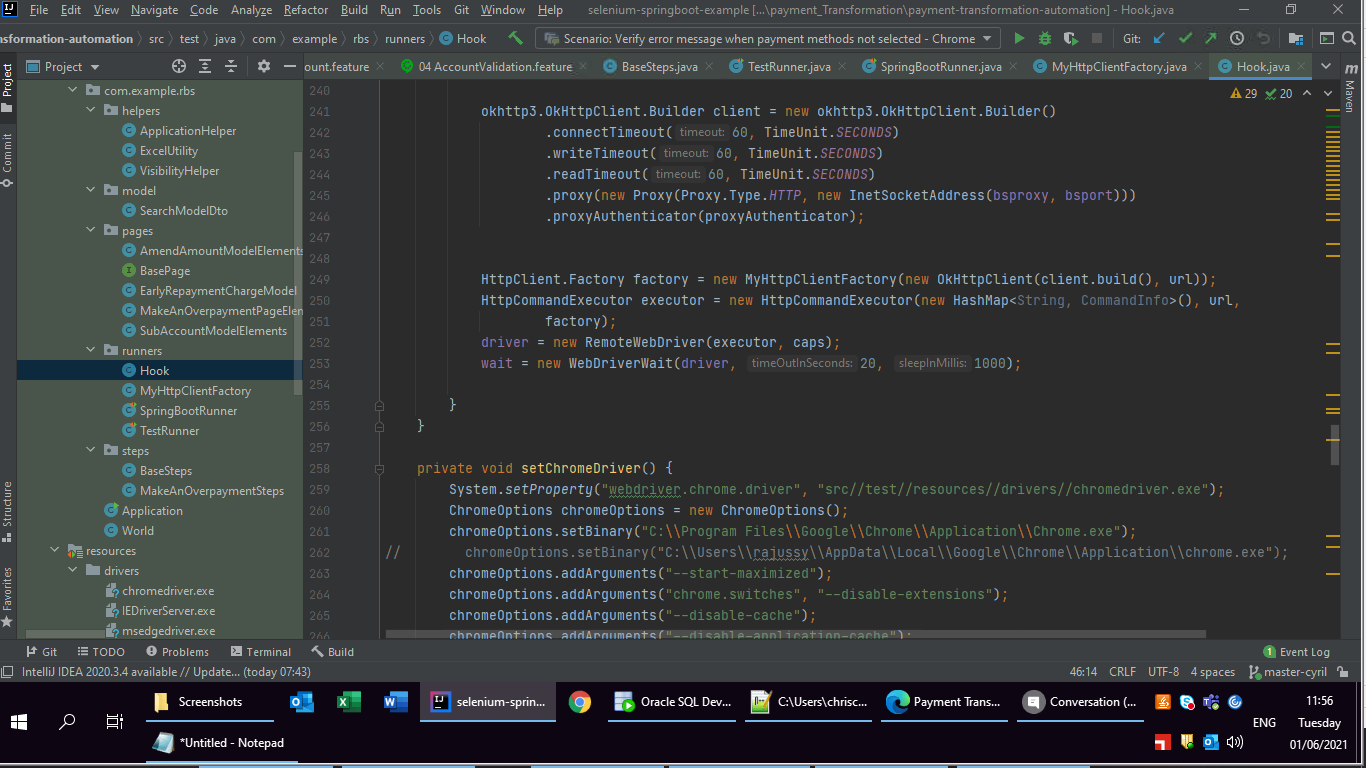 File Edit View Navigate Code Analyze Refactor Build Run Tools Git Window Help selenium-springboot-example [...\payment_Transformation\payment-transformation-automation] - Hook.java
nsformation-automation src test java com example rbs runners Hook Scenario: Verify error message when payment methods not selected - Chrome Git:
Project ount.feature 04 AccountValidation.feature BaseSteps.java TestRunner.java SpringBootRunner.java MyHttpClientFactory.java Hook.java
Project
Commit
Structure
Favorites
Maven
com.example.rbs
helpers
ApplicationHelper
ExcelUtility
VisibilityHelper
model
SearchModelDto
pages
AmendAmountModelElements
BasePage
EarlyRepaymentChargeModel
MakeAnOverpaymentPageElem
SubAccountModelElements
runners
Hook
MyHttpClientFactory
SpringBootRunner
TestRunner
steps
BaseSteps
MakeAnOverpaymentSteps
Application
World
resources
drivers
chromedriver.exe
IEDriverServer.exe
msedgedriver.exe
29 20
240
241 okhttp3.OkHttpClient.Builder client = new okhttp3.OkHttpClient.Builder()
242 .connectTimeout( timeout: 60, TimeUnit.SECONDS)
243 .writeTimeout( timeout: 60, TimeUnit.SECONDS)
244 .readTimeout( timeout: 60, TimeUnit.SECONDS)
245 .proxy(new Proxy(Proxy.Type.HTTP, new InetSocketAddress(bsproxy, bsport)))
246 .proxyAuthenticator(proxyAuthenticator);
247
248
249 HttpClient.Factory factory = new MyHttpClientFactory(new OkHttpClient(client.build(), url));
250 HttpCommandExecutor executor = new HttpCommandExecutor(new HashMap<String, CommandInfo>(), url,
251 factory);
252 driver = new RemoteWebDriver(executor, caps);
253 wait = new WebDriverWait(driver, timeOutInSeconds: 20, sleepInMillis: 1000);
254
255 }
256 }
257
258 private void setChromeDriver() {
259 System.setProperty("webdriver.chrome.driver", "src//test//resources//drivers//chromedriver.exe");
260 ChromeOptions chromeOptions = new ChromeOptions();
261 chromeOptions.setBinary("C:\\Program Files\\Google\\Chrome\\Application\\Chrome.exe");
262 // chromeOptions.setBinary("C:\\Users\\rajussy\\AppData\\Local\\Google\\Chrome\\Application\\chrome.exe");
263 chromeOptions.addArguments("--start-maximized");
264 chromeOptions.addArguments("chrome.switches", "--disable-extensions");
265 chromeOptions.addArguments("--disable-cache");
266 chromeOptions.addArguments("--disable-application-cache");
Git TODO Problems Terminal Build 1 Event Log
IntelliJ IDEA 2020.3.4 available // Update... (today 07:43) 46:14 CRLF UTF-8 4 spaces master-cyril
Screenshots selenium-sprin... Oracle SQL Dev... C:\Users\chrisc... Payment Trans... Conversation (... 11:56
ENG Tuesday
*Untitled - Notepad 01/06/2021